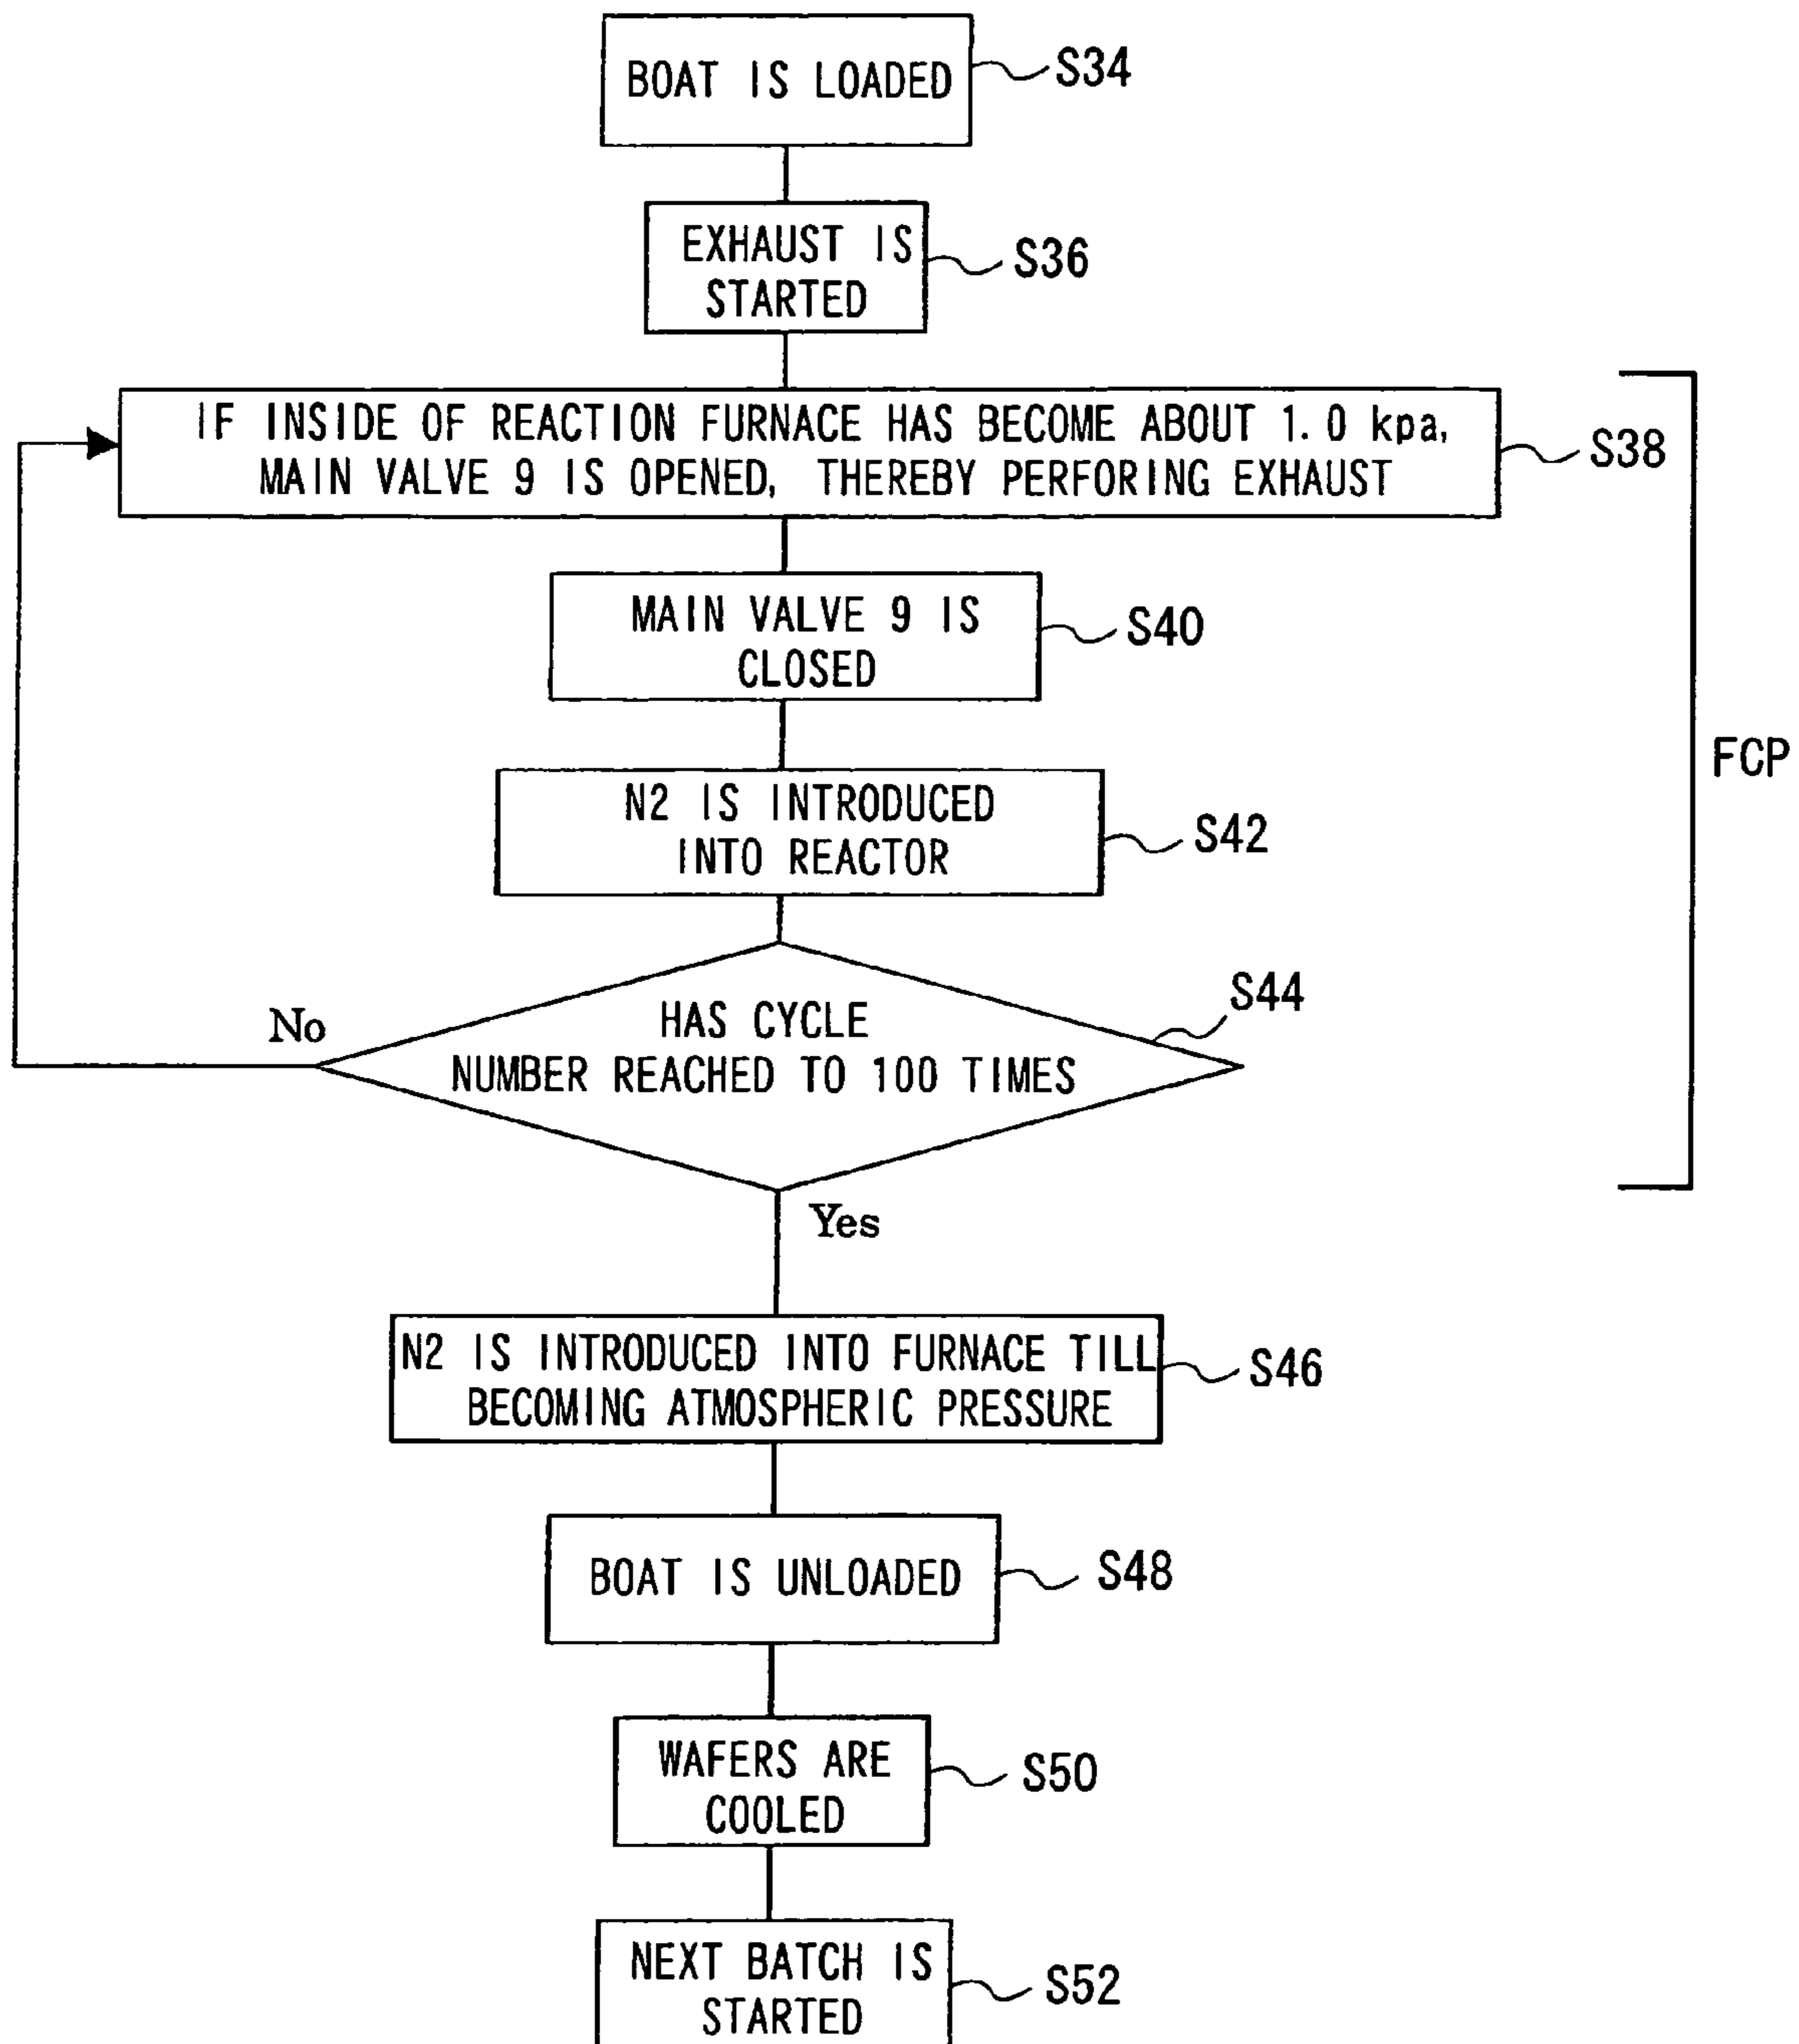 BOAT IS LOADED
S34
EXHAUST IS
STARTED
S36
IF INSIDE OF REACTION FURNACE HAS BECOME ABOUT 1.0 kpa,
MAIN VALVE 9 IS OPENED, THEREBY PERFORING EXHAUST
S38
MAIN VALVE 9 IS
CLOSED
S40
FCP
N2 IS INTRODUCED
INTO REACTOR
S42
HAS CYCLE
NUMBER REACHED TO 100 TIMES
S44
No
Yes
N2 IS INTRODUCED INTO FURNACE TILL
BECOMING ATMOSPHERIC PRESSURE
S46
BOAT IS UNLOADED
S48
WAFERS ARE
COOLED
S50
NEXT BATCH IS
STARTED
S52